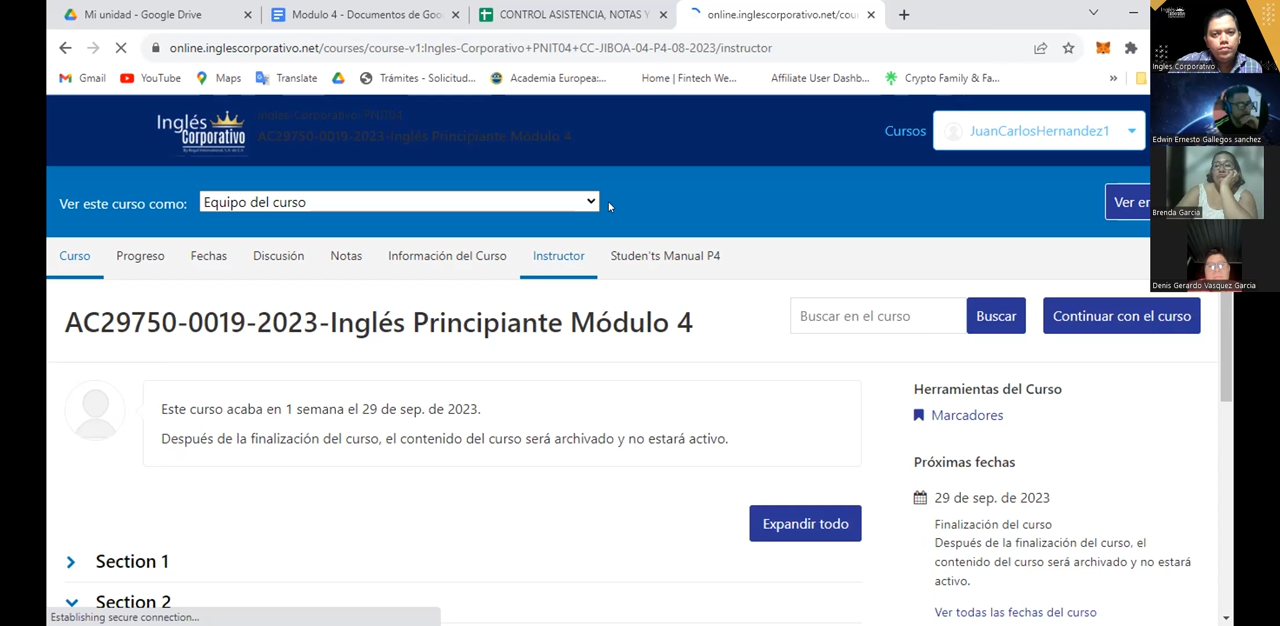 Mi unidad - Google Drive
Modulo 4 - Documentos de Goo
CONTROL ASISTENCIA, NOTAS Y
online.inglescorporativo.net/cou
online.inglescorporativo.net/courses/course-v1:Ingles-Corporativo+PNIT04+CC-JIBOA-04-P4-08-2023/instructor
Gmail
YouTube
Maps
Translate
Trámites - Solicitud...
Academia Europea:...
Home | Fintech We...
Affiliate User Dashb...
Crypto Family & Fa...
»
Ingles Corporativo
Edwin Ernesto Gallegos sanchez
Brenda Garcia
Denis Gerardo Vasquez Garcia
Inglés
Corporativo
AC29750-0019-2023-Inglés Principiante Módulo 4
Cursos
JuanCarlosHernandez1
Ver este curso como:
Equipo del curso
Ver en
Curso
Progreso
Fechas
Discusión
Notas
Información del Curso
Instructor
Studen'ts Manual P4
AC29750-0019-2023-Inglés Principiante Módulo 4
Buscar en el curso
Buscar
Continuar con el curso
Este curso acaba en 1 semana el 29 de sep. de 2023.
Después de la finalización del curso, el contenido del curso será archivado y no estará activo.
Herramientas del Curso
Marcadores
Próximas fechas
29 de sep. de 2023
Finalización del curso
Después de la finalización del curso, el
contenido del curso será archivado y no estará
activo.
Ver todas las fechas del curso
Expandir todo
Section 1
Section 2
Establishing secure connection...